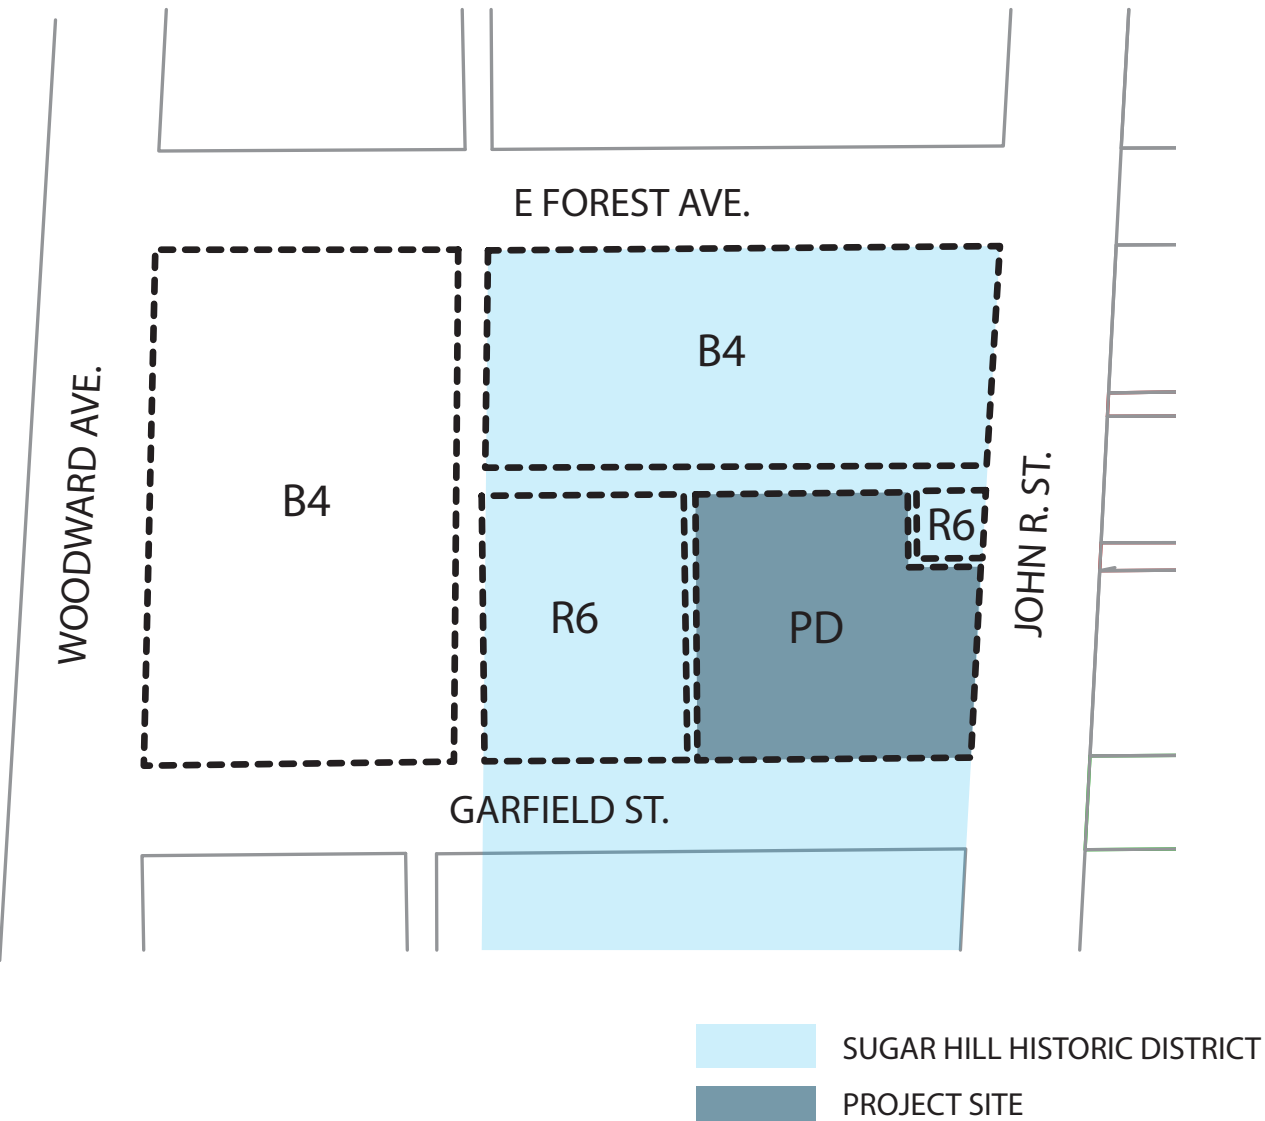 E FOREST AVE.
B4
WOODWARD AVE.
B4
JOHN R. ST.
R6
R6
PD
GARFIELD ST.
SUGAR HILL HISTORIC DISTRICT
PROJECT SITE